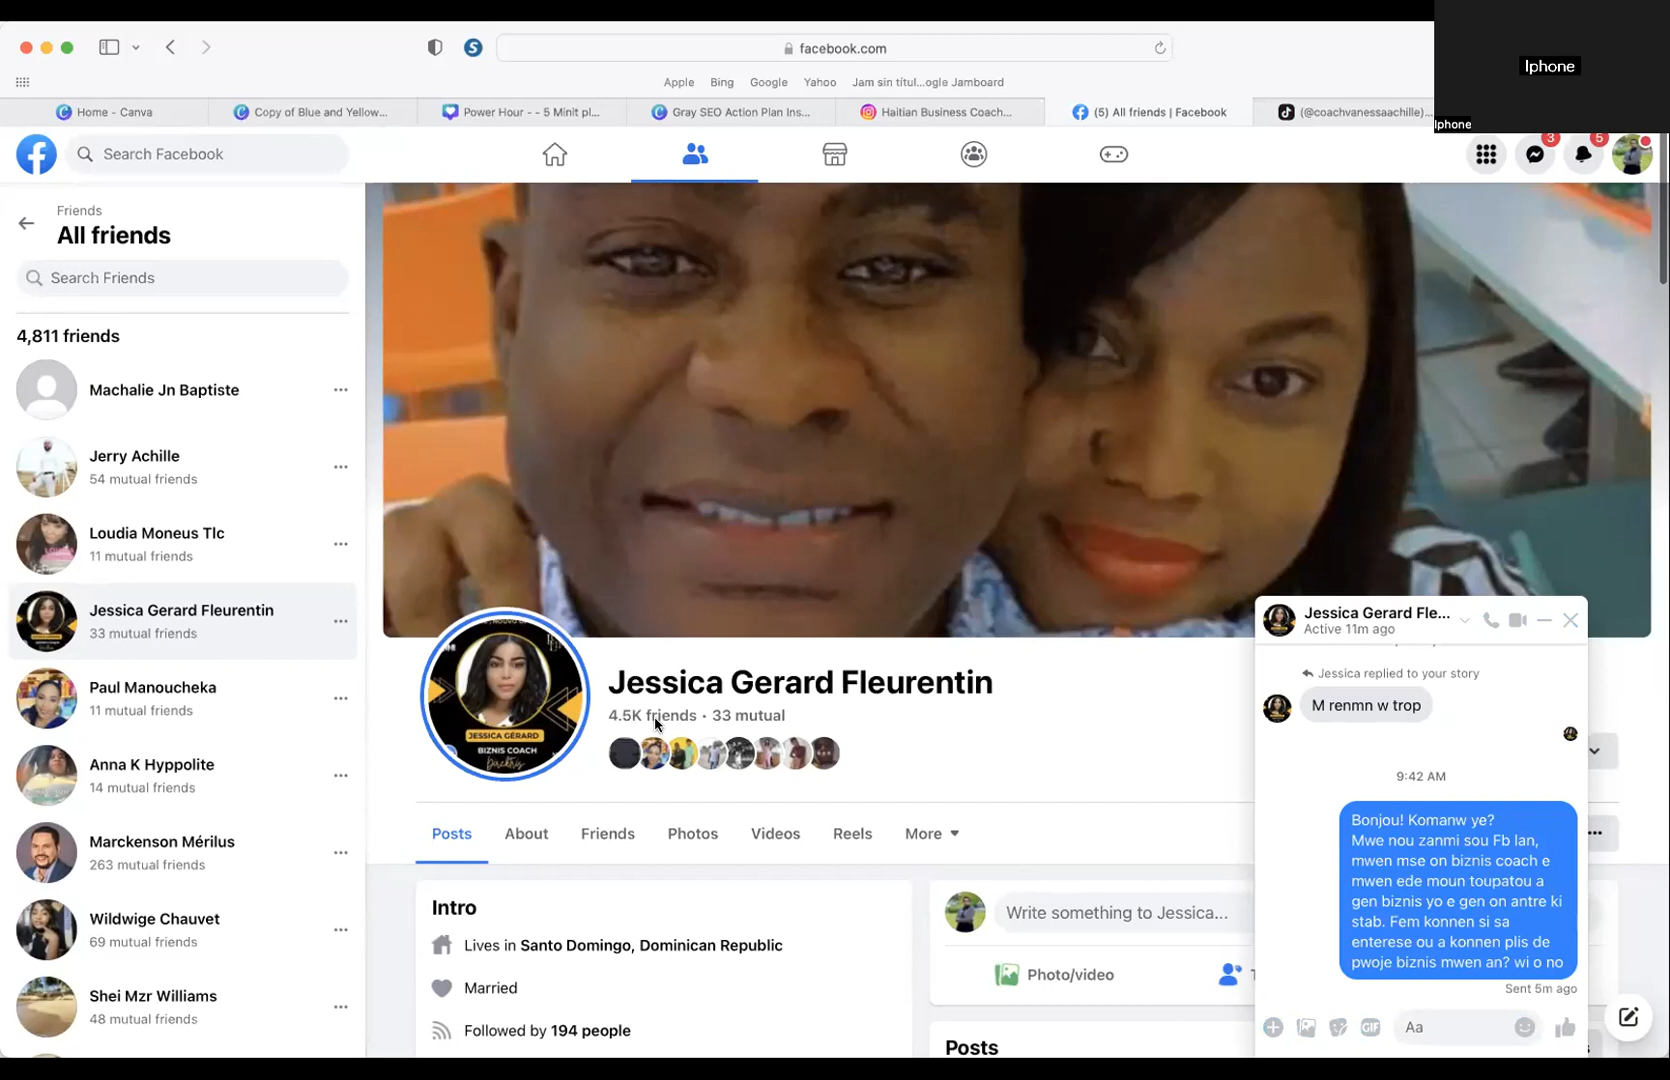 facebook.com
Iphone
Iphone
Apple Bing Google Yahoo Jam sin títul...ogle Jamboard
Home - Canva
Copy of Blue and Yellow...
Power Hour - - 5 Minit pl...
Gray SEO Action Plan Ins...
Haitian Business Coach...
(5) All friends | Facebook
(@coachvanessaachille)...
Search Facebook
3
5
Friends
All friends
Search Friends
4,811 friends
Machalie Jn Baptiste
Jerry Achille
54 mutual friends
Loudia Moneus Tlc
11 mutual friends
Jessica Gerard Fleurentin
33 mutual friends
Paul Manoucheka
11 mutual friends
Anna K Hyppolite
14 mutual friends
Marckenson Mérilus
263 mutual friends
Wildwige Chauvet
69 mutual friends
Shei Mzr Williams
48 mutual friends
JESSICA GÉRARD
BIZNIS COACH
Jessica Gerard Fleurentin
4.5K friends • 33 mutual
Posts About Friends Photos Videos Reels More
Intro
Lives in Santo Domingo, Dominican Republic
Married
Followed by 194 people
Write something to Jessica...
Photo/video
Posts
Jessica Gerard Fle...
Active 11m ago
Jessica replied to your story
M renmn w trop
9:42 AM
Bonjou! Komanw ye?
Mwe nou zanmi sou Fb lan,
mwen mse on biznis coach e
mwen ede moun toupatou a
gen biznis yo e gen on antre ki
stab. Fem konnen si sa
enterese ou a konnen plis de
pwoje biznis mwen an? wi o no
Sent 5m ago
GIF
Aa